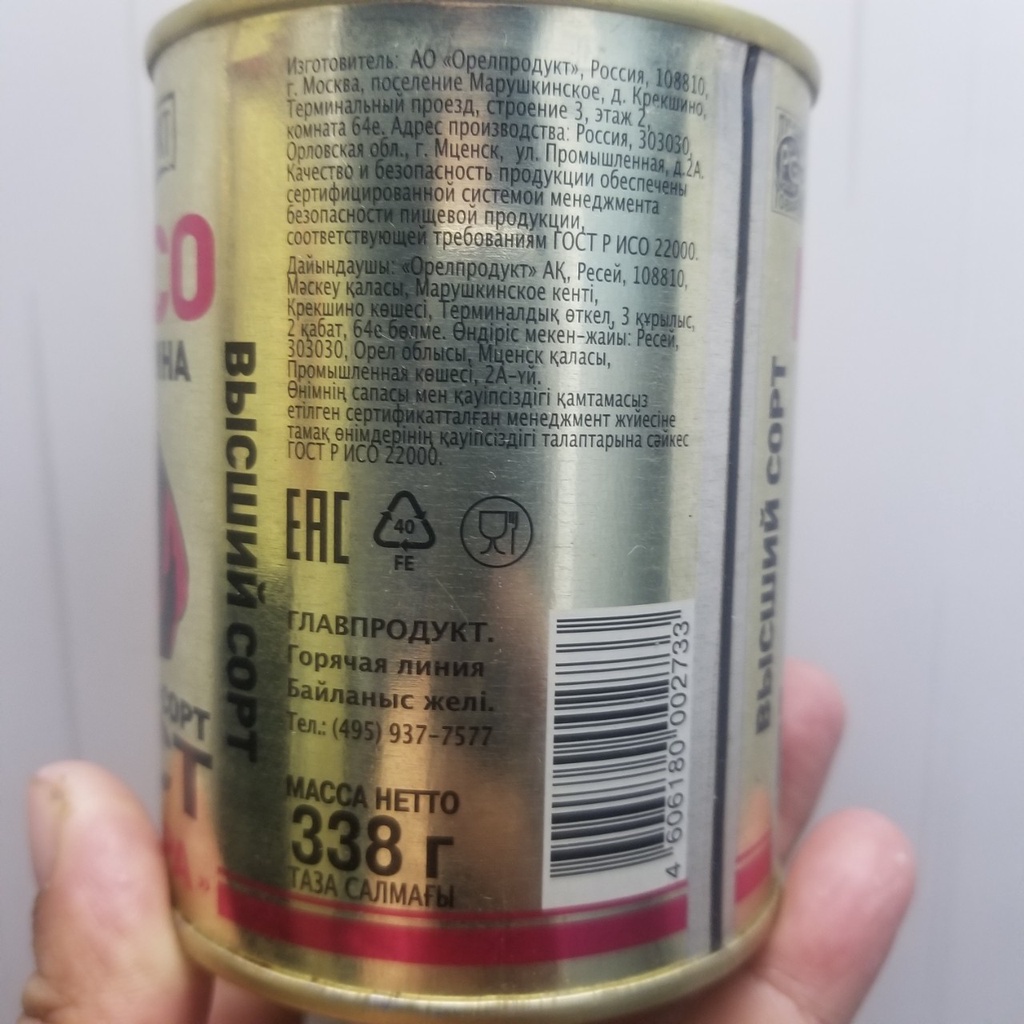 Изготовитель: АО «Орелпродукт», Россия, 108810,
г. Москва, поселение Марушкинское, д. Крекшино,
Терминальный проезд, строение 3, этаж 2,
комната 64е. Адрес производства: Россия, 303030,
Орловская обл., г. Мценск, ул. Промышленная, д.2А.
Качество и безопасность продукции обеспечены
сертифицированной системой менеджмента
безопасности пищевой продукции,
соответствующей требованиям ГОСТ Р ИСО 22000.
Дайындаушы: «Орелпродукт» АҚ, Ресей, 108810,
Мәскеу қаласы, Марушкинское кенті,
Крекшино көшесі, Терминалдық өткел, 3 құрылыс,
2 қабат, 64е бөлме. Өндіріс мекен-жайы: Ресей,
303030, Орел облысы, Мценск қаласы,
Промышленная көшесі, 2А-үй.
Өнімнің сапасы мен қауіпсіздігі қамтамасыз
етілген сертификатталған менеджмент жүйесіне
тамақ өнімдерінің қауіпсіздігі талаптарына сәйкес
ГОСТ Р ИСО 22000.
EAC
40
FE
ГЛАВПРОДУКТ.
Горячая линия
Байланыс желі.
Тел.: (495) 937-7577
МАССА НЕТТО
338 г
ТАЗА САЛМАҒЫ
4 606180 002733
ВЫСШИЙ СОРТ
ВЫСШИЙ СОРТ